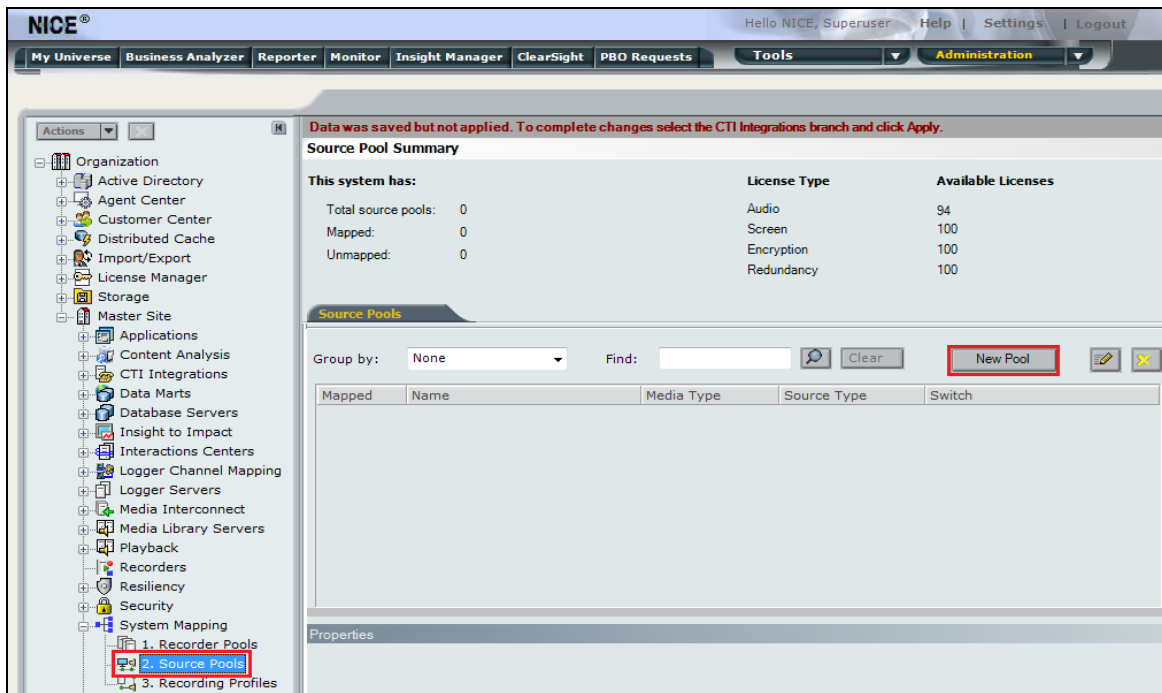 NICE®
Hello NICE, Superuser Help | Settings | Logout
My Universe Business Analyzer Reporter Monitor Insight Manager ClearSight PBO Requests Tools Administration
Actions
Organization
Active Directory
Agent Center
Customer Center
Distributed Cache
Import/Export
License Manager
Storage
Master Site
Applications
Content Analysis
CTI Integrations
Data Marts
Database Servers
Insight to Impact
Interactions Centers
Logger Channel Mapping
Logger Servers
Media Interconnect
Media Library Servers
Playback
Recorders
Resiliency
Security
System Mapping
1. Recorder Pools
2. Source Pools
3. Recording Profiles
Data was saved but not applied. To complete changes select the CTI Integrations branch and click Apply.
Source Pool Summary
This system has: License Type Available Licenses
Total source pools: 0 Audio 94
Mapped: 0 Screen 100
Unmapped: 0 Encryption 100
Redundancy 100
Source Pools
Group by: None Find: Clear New Pool
Mapped Name Media Type Source Type Switch
Properties